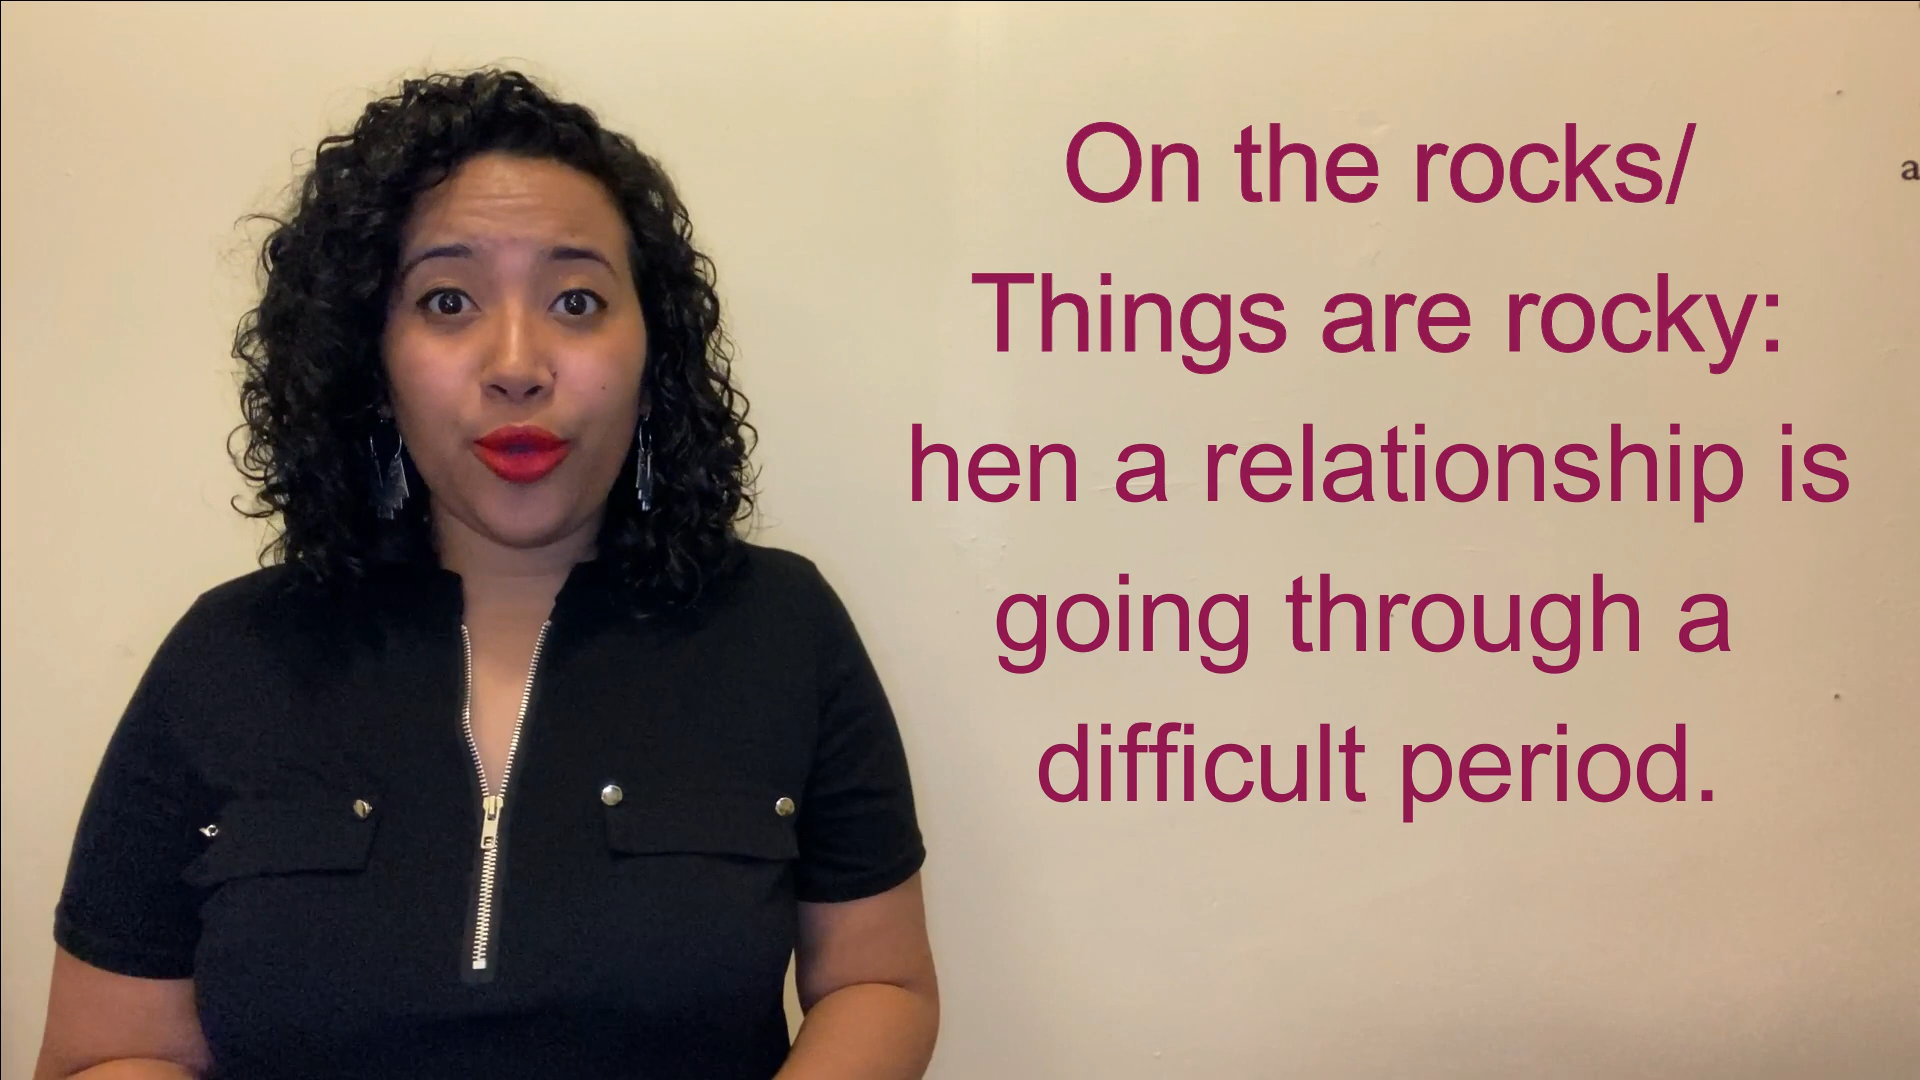 On the rocks/
Things are rocky:
hen a relationship is
going through a
difficult period.
a